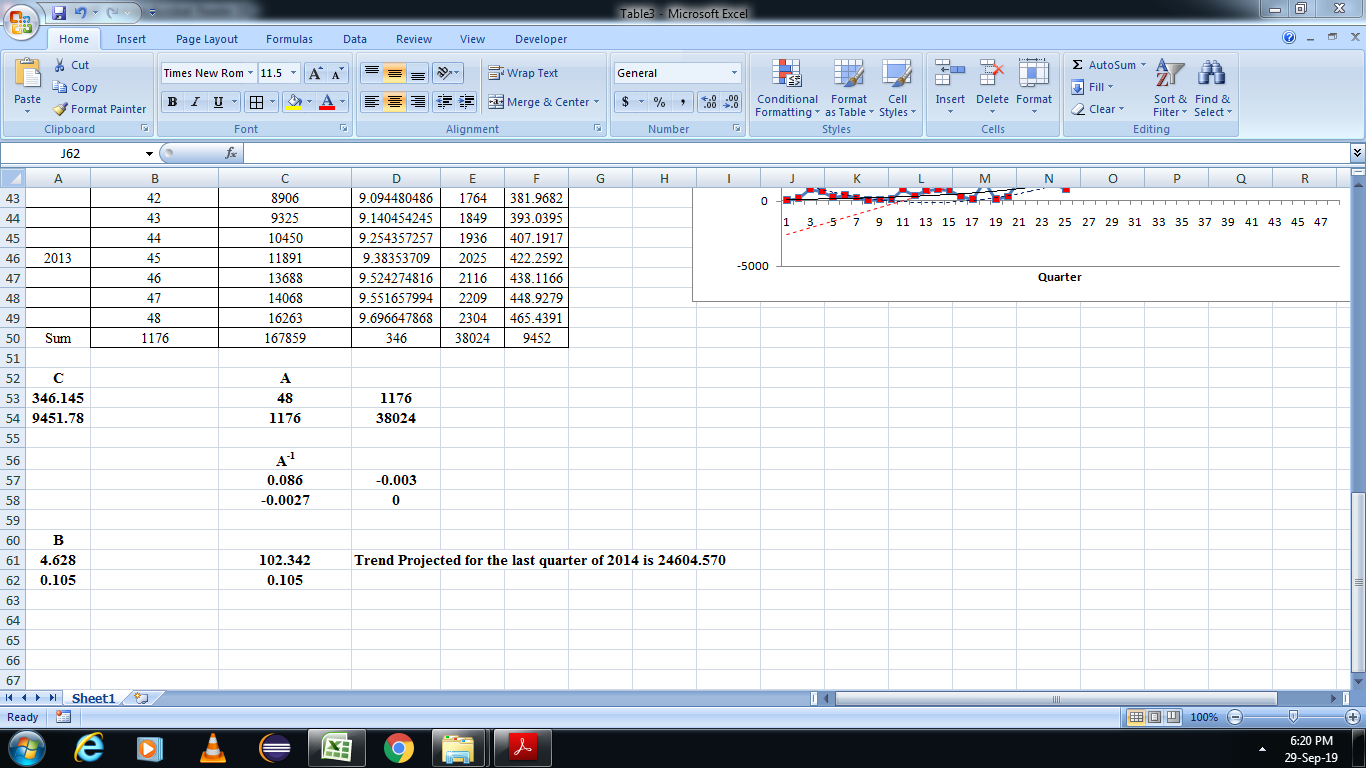 Table3 - Microsoft Excel
Home Insert Page Layout Formulas Data Review View Developer
Paste Cut Copy Format Painter
Times New Rom 11.5 A A
B I U A
Wrap Text
Merge & Center
General
$ % ,
Conditional Formatting Format as Table Cell Styles
Insert Delete Format
Σ AutoSum Fill Clear
Sort & Filter Find & Select
Clipboard Font Alignment Number Styles Cells Editing
J62 fx
A B C D E F G H I J K L M N O P Q R
43 42 8906 9.094480486 1764 381.9682
44 43 9325 9.140454245 1849 393.0395
45 44 10450 9.254357257 1936 407.1917
46 2013 45 11891 9.38353709 2025 422.2592
47 46 13688 9.524274816 2116 438.1166
48 47 14068 9.551657994 2209 448.9279
49 48 16263 9.696647868 2304 465.4391
50 Sum 1176 167859 346 38024 9452
0
1 3 5 7 9 11 13 15 17 19 21 23 25 27 29 31 33 35 37 39 41 43 45 47
-5000
Quarter
51
52 C A
53 346.145 48 1176
54 9451.78 1176 38024
55
56 A-1
57 0.086 -0.003
58 -0.0027 0
59
60 B
61 4.628 102.342 Trend Projected for the last quarter of 2014 is 24604.570
62 0.105 0.105
63
64
65
66
67
Sheet1
Ready 100%
6:20 PM
29-Sep-19